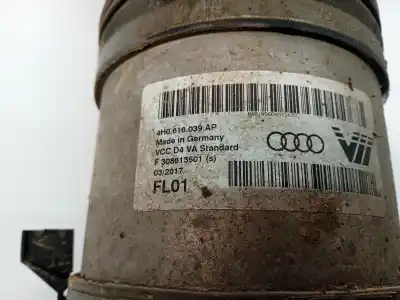 4H0.616.039.AP
Made in Germany
VCC D4 VA Standard
F 308613501 (s)
03/2017
FL01